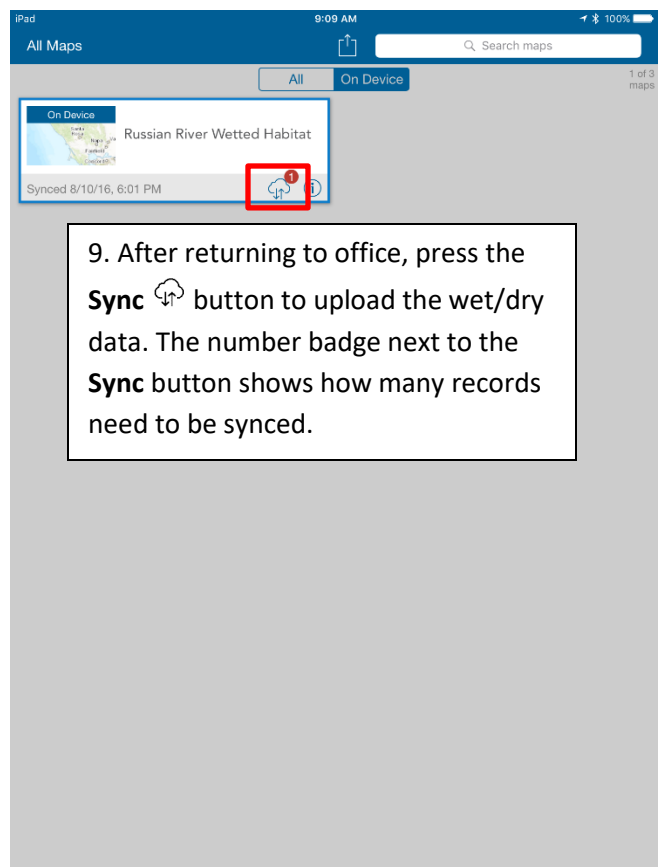 iPad 9:09 AM 100%
All Maps Search maps
All On Device 1 of 3
maps
On Device
Russian River Wetted Habitat
Synced 8/10/16, 6:01 PM 1
9. After returning to office, press the
Sync button to upload the wet/dry
data. The number badge next to the
Sync button shows how many records
need to be synced.